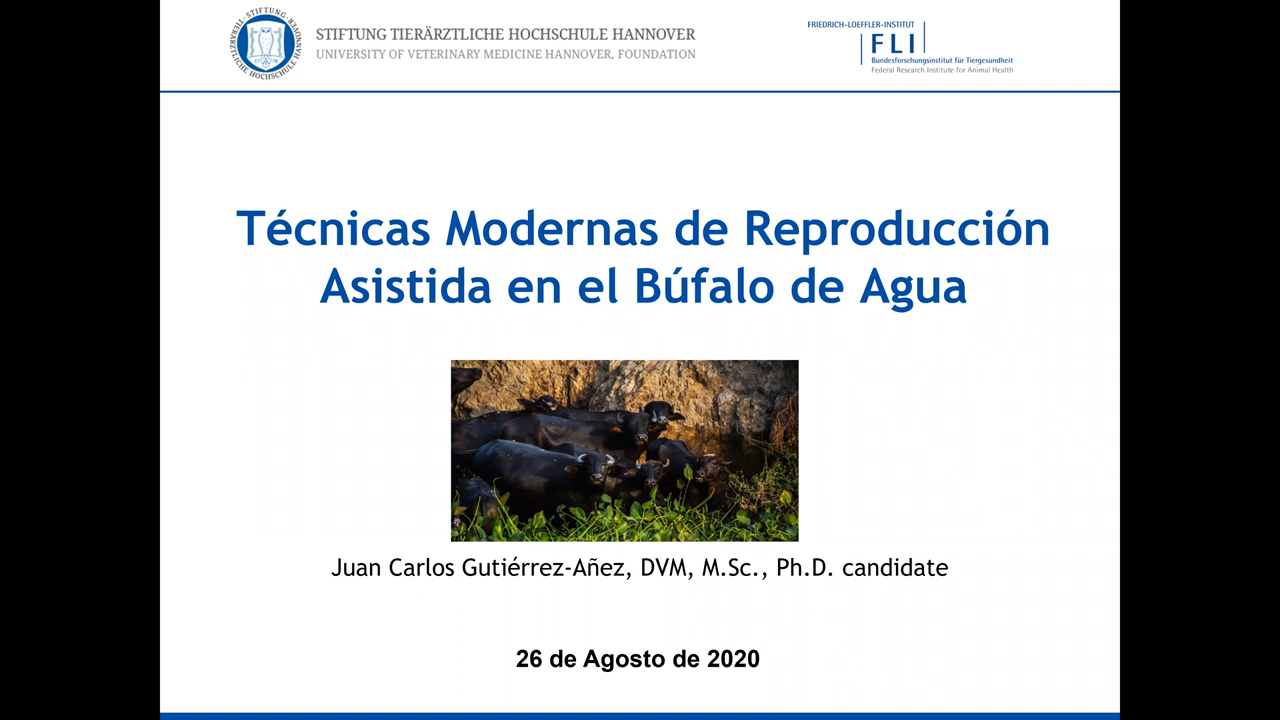 STIFTUNG TIERÄRZTLICHE HOCHSCHULE HANNOVER
UNIVERSITY OF VETERINARY MEDICINE HANNOVER, FOUNDATION
FRIEDRICH-LOEFFLER-INSTITUT
FLI
Bundesforschungsinstitut für Tiergesundheit
Federal Research Institute for Animal Health
Técnicas Modernas de Reproducción
Asistida en el Búfalo de Agua
Juan Carlos Gutiérrez-Añez, DVM, M.Sc., Ph.D. candidate
26 de Agosto de 2020